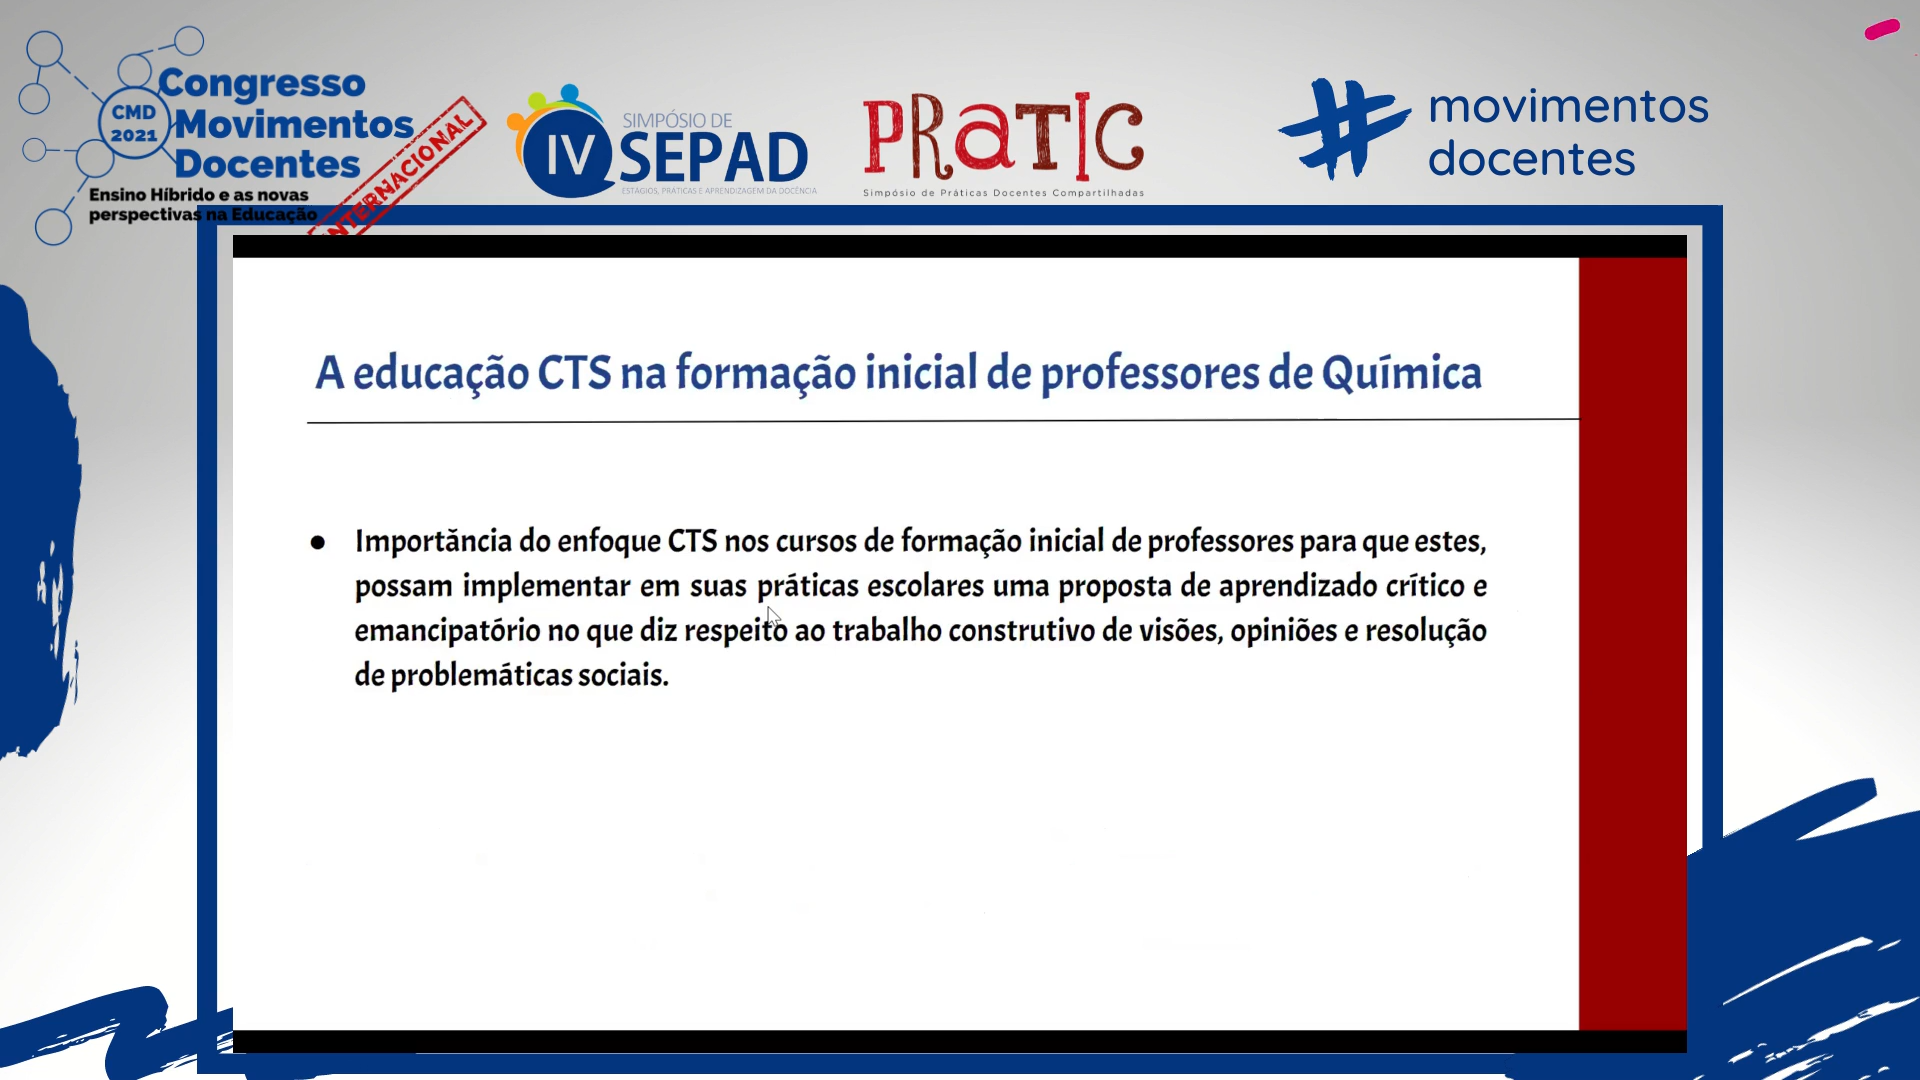 Congresso
CMD
2021
Movimentos
Docentes
Ensino Híbrido e as novas
perspectivas na Educação
INTERNACIONAL
IV
SIMPÓSIO DE
SEPAD
ESTÁGIOS, PRÁTICAS E APRENDIZAGEM DA DOCÊNCIA
PRaTIC
Simpósio de Práticas Docentes Compartilhadas
movimentos
docentes
A educação CTS na formação inicial de professores de Química
● Importância do enfoque CTS nos cursos de formação inicial de professores para que estes,
possam implementar em suas práticas escolares uma proposta de aprendizado crítico e
emancipatório no que diz respeito ao trabalho construtivo de visões, opiniões e resolução
de problemáticas sociais.